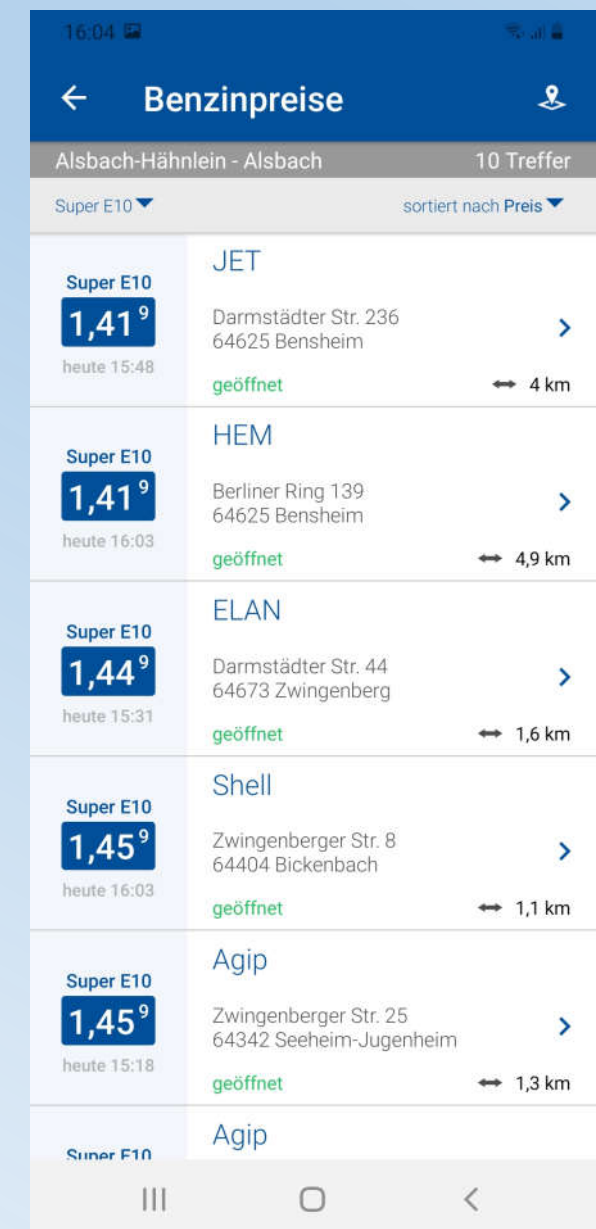 16:04
Benzinpreise
Alsbach-Hähnlein - Alsbach 10 Treffer
Super E10 sortiert nach Preis
JET
Super E10
1,41⁹
Darmstädter Str. 236
64625 Bensheim
heute 15:48
geöffnet 4 km
HEM
Super E10
1,41⁹
Berliner Ring 139
64625 Bensheim
heute 16:03
geöffnet 4,9 km
ELAN
Super E10
1,44⁹
Darmstädter Str. 44
64673 Zwingenberg
heute 15:31
geöffnet 1,6 km
Shell
Super E10
1,45⁹
Zwingenberger Str. 8
64404 Bickenbach
heute 16:03
geöffnet 1,1 km
Agip
Super E10
1,45⁹
Zwingenberger Str. 25
64342 Seeheim-Jugenheim
heute 15:18
geöffnet 1,3 km
Agip
Super E10